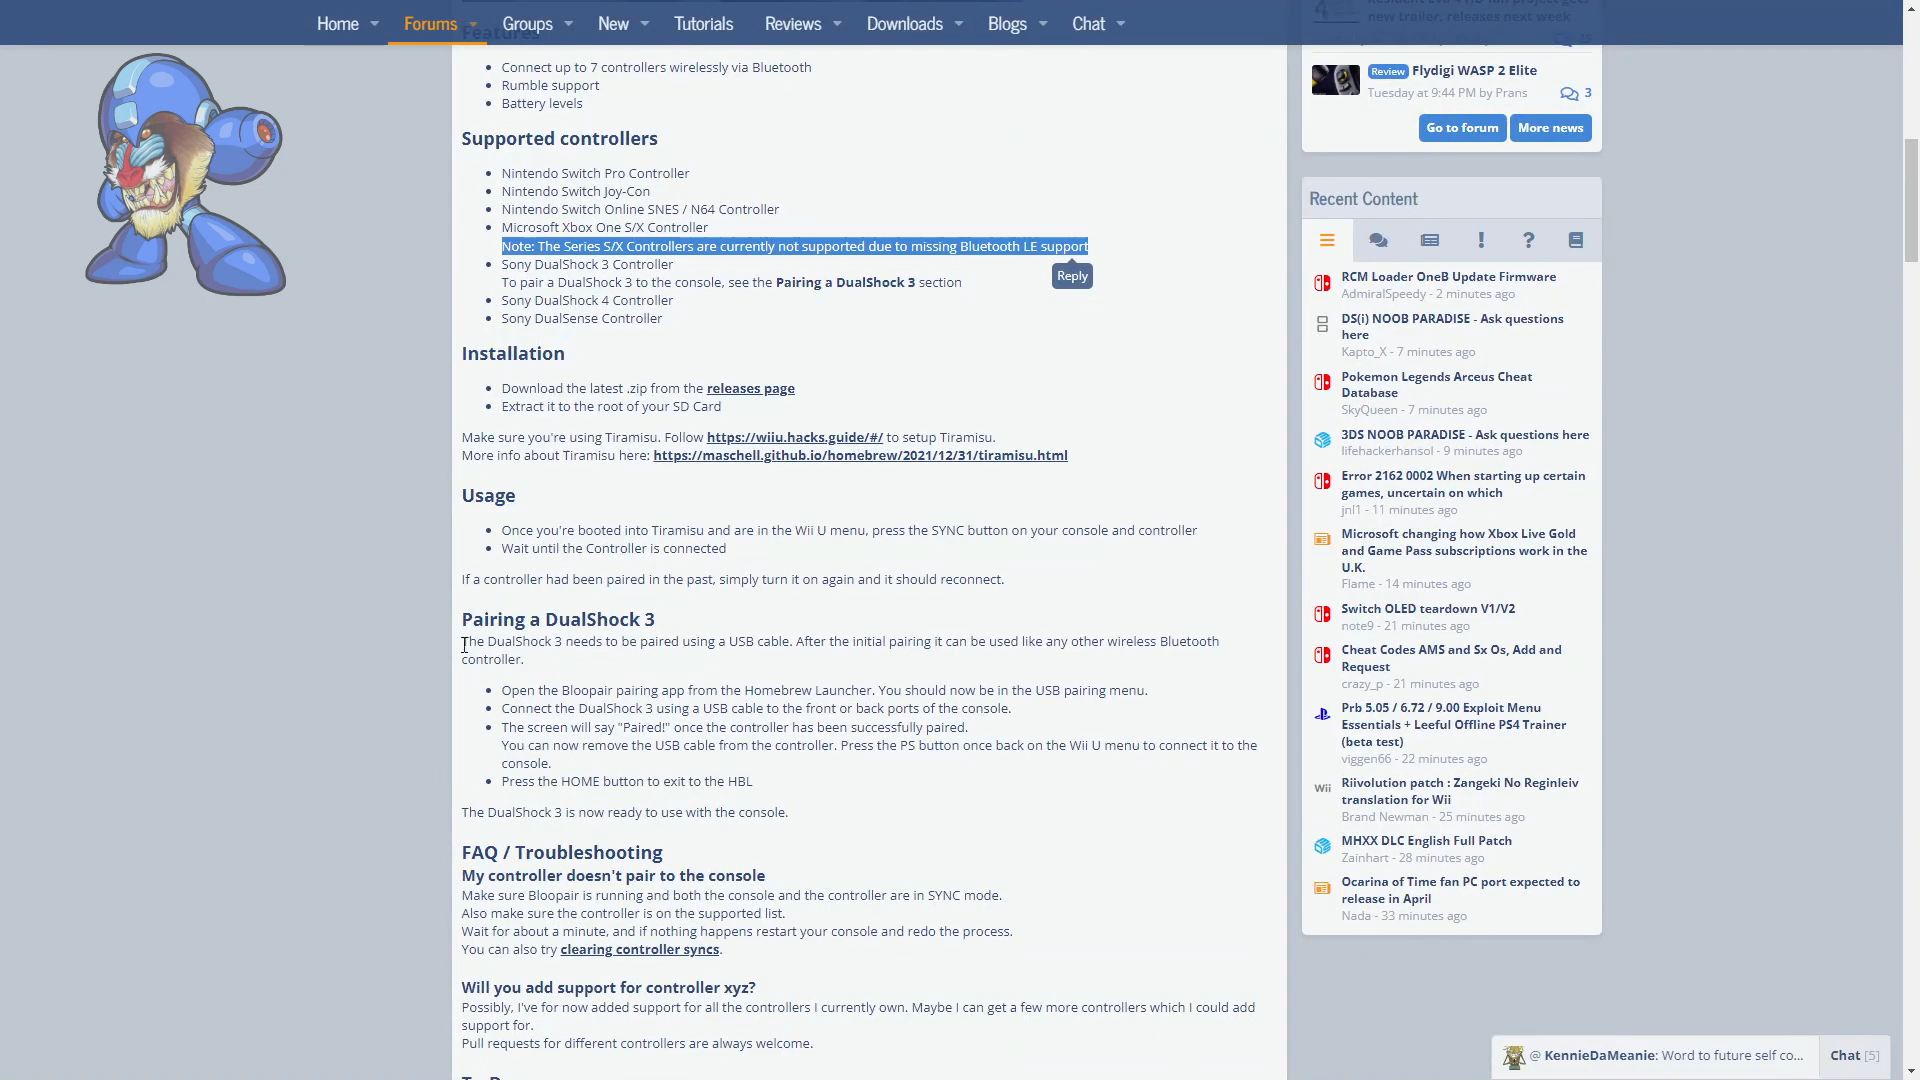 Home
Forums
Groups
New
Tutorials
Reviews
Downloads
Blogs
Chat
Features
Connect up to 7 controllers wirelessly via Bluetooth
Rumble support
Battery levels
Supported controllers
Nintendo Switch Pro Controller
Nintendo Switch Joy-Con
Nintendo Switch Online SNES / N64 Controller
Microsoft Xbox One S/X Controller
Note: The Series S/X Controllers are currently not supported due to missing Bluetooth LE support
Reply
Sony DualShock 3 Controller
To pair a DualShock 3 to the console, see the Pairing a DualShock 3 section
Sony DualShock 4 Controller
Sony DualSense Controller
Installation
Download the latest .zip from the releases page
Extract it to the root of your SD Card
Make sure you're using Tiramisu. Follow https://wiiu.hacks.guide/#/ to setup Tiramisu.
More info about Tiramisu here: https://maschell.github.io/homebrew/2021/12/31/tiramisu.html
Usage
Once you're booted into Tiramisu and are in the Wii U menu, press the SYNC button on your console and controller
Wait until the Controller is connected
If a controller had been paired in the past, simply turn it on again and it should reconnect.
Pairing a DualShock 3
The DualShock 3 needs to be paired using a USB cable. After the initial pairing it can be used like any other wireless Bluetooth
controller.
Open the Bloopair pairing app from the Homebrew Launcher. You should now be in the USB pairing menu.
Connect the DualShock 3 using a USB cable to the front or back ports of the console.
The screen will say "Paired!" once the controller has been successfully paired.
You can now remove the USB cable from the controller. Press the PS button once back on the Wii U menu to connect it to the
console.
Press the HOME button to exit to the HBL
The DualShock 3 is now ready to use with the console.
FAQ / Troubleshooting
My controller doesn't pair to the console
Make sure Bloopair is running and both the console and the controller are in SYNC mode.
Also make sure the controller is on the supported list.
Wait for about a minute, and if nothing happens restart your console and redo the process.
You can also try clearing controller syncs.
Will you add support for controller xyz?
Possibly, I've for now added support for all the controllers I currently own. Maybe I can get a few more controllers which I could add
support for.
Pull requests for different controllers are always welcome.
new trailer, releases next week
Review Flydigi WASP 2 Elite
Tuesday at 9:44 PM by Prans
3
Go to forum
More news
Recent Content
RCM Loader OneB Update Firmware
AdmiralSpeedy - 2 minutes ago
DS(i) NOOB PARADISE - Ask questions
here
Kapto_X - 7 minutes ago
Pokemon Legends Arceus Cheat
Database
SkyQueen - 7 minutes ago
3DS NOOB PARADISE - Ask questions here
lifehackerhansol - 9 minutes ago
Error 2162 0002 When starting up certain
games, uncertain on which
jnl1 - 11 minutes ago
Microsoft changing how Xbox Live Gold
and Game Pass subscriptions work in the
U.K.
Flame - 14 minutes ago
Switch OLED teardown V1/V2
note9 - 21 minutes ago
Cheat Codes AMS and Sx Os, Add and
Request
crazy_p - 21 minutes ago
Prb 5.05 / 6.72 / 9.00 Exploit Menu
Essentials + Leeful Offline PS4 Trainer
(beta test)
viggen66 - 22 minutes ago
Wii
Riivolution patch : Zangeki No Reginleiv
translation for Wii
Brand Newman - 25 minutes ago
MHXX DLC English Full Patch
Zainhart - 28 minutes ago
Ocarina of Time fan PC port expected to
release in April
Nada - 33 minutes ago
@ KennieDaMeanie: Word to future self co...
Chat [5]